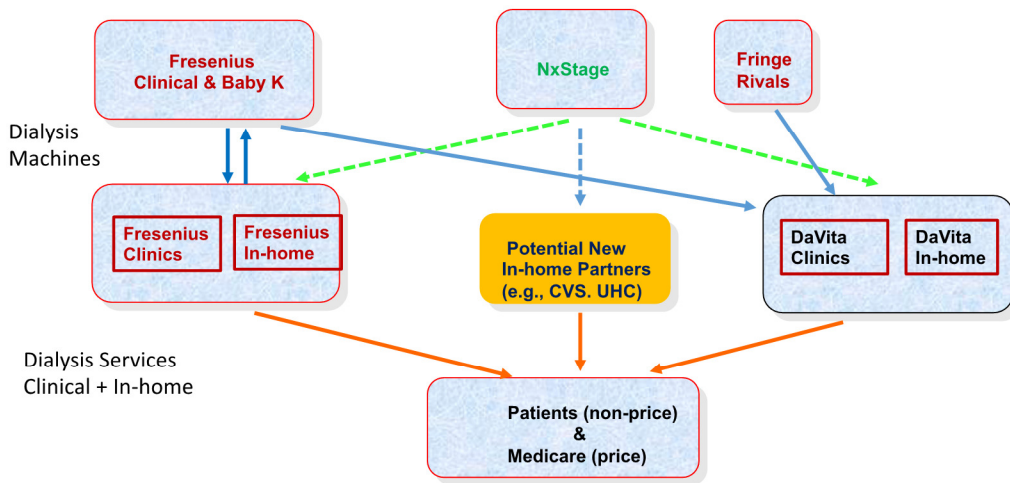 Fresenius
Clinical & Baby K
NxStage
Fringe
Rivals
Dialysis
Machines
Fresenius
Clinics
Fresenius
In-home
Potential New
In-home Partners
(e.g., CVS. UHC)
DaVita
Clinics
DaVita
In-home
Dialysis Services
Clinical + In-home
Patients (non-price)
&
Medicare (price)